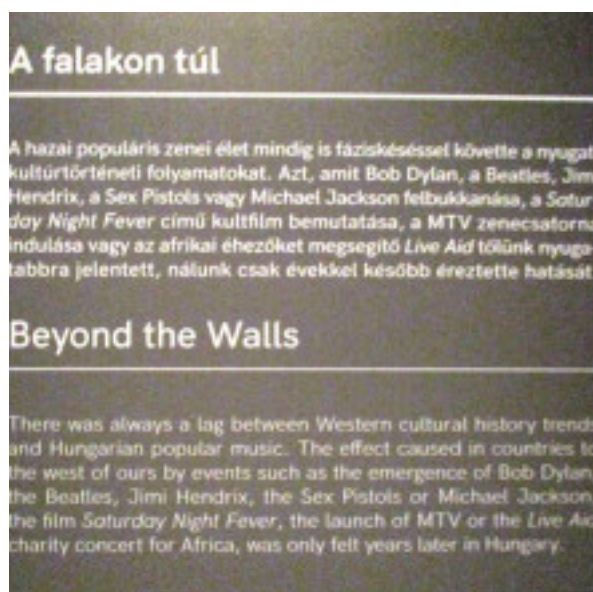 A falakon túl
A hazai populáris zenei élet mindig is fáziskéséssel követte a nyugat
kultúrtörténeti folyamatokat. Azt, amit Bob Dylan, a Beatles, Jim
Hendrix, a Sex Pistols vagy Michael Jackson felbukkanása, a Satur-
day Night Fever című kultfilm bemutatása, a MTV zenecsatorna
indulása vagy az afrikai éhezőket megsegítő Live Aid tőlünk nyuga-
tabbra jelentett, nálunk csak évekkel később éreztette hatását
Beyond the Walls
There was always a lag between Western cultural history trends
and Hungarian popular music. The effect caused in countries to
the west of ours by events such as the emergence of Bob Dylan
the Beatles, Jimi Hendrix, the Sex Pistols or Michael Jackson
the film Saturday Night Fever, the launch of MTV or the Live Aid
charity concert for Africa, was only felt years later in Hungary.